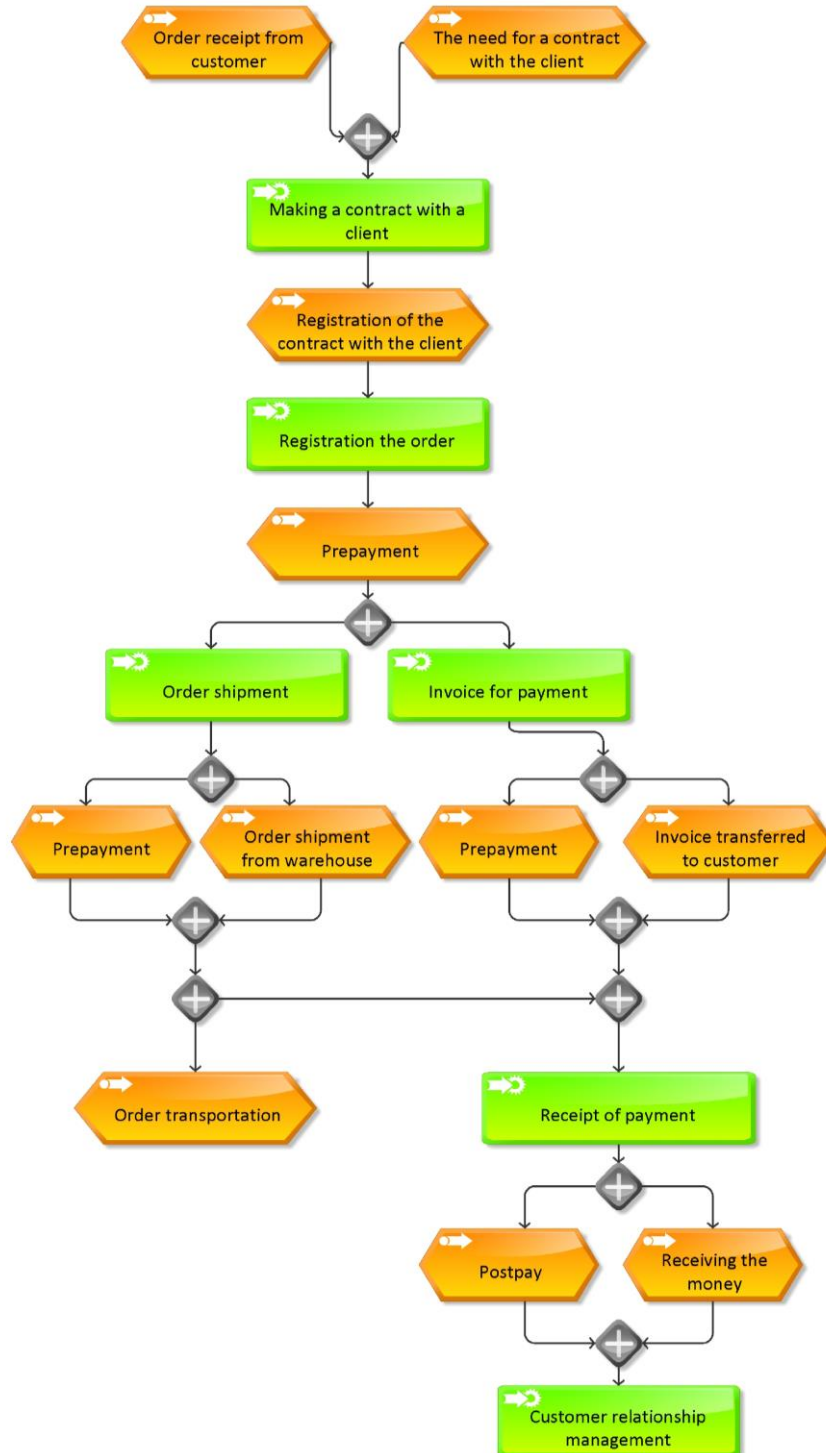 Order receipt from
customer
The need for a contract
with the client
Making a contract with a
client
Registration of the
contract with the client
Registration the order
Prepayment
Order shipment
Invoice for payment
Prepayment
Order shipment
from warehouse
Prepayment
Invoice transferred
to customer
Order transportation
Receipt of payment
Postpay
Receiving the
money
Customer relationship
management